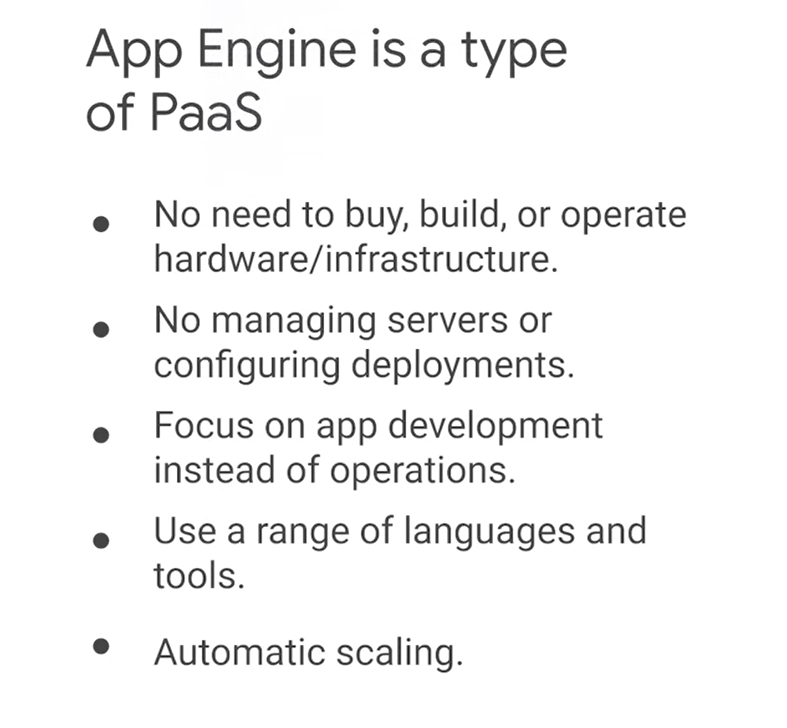 App Engine is a type
of PaaS
● No need to buy, build, or operate
hardware/infrastructure.
● No managing servers or
configuring deployments.
● Focus on app development
instead of operations.
● Use a range of languages and
tools.
● Automatic scaling.